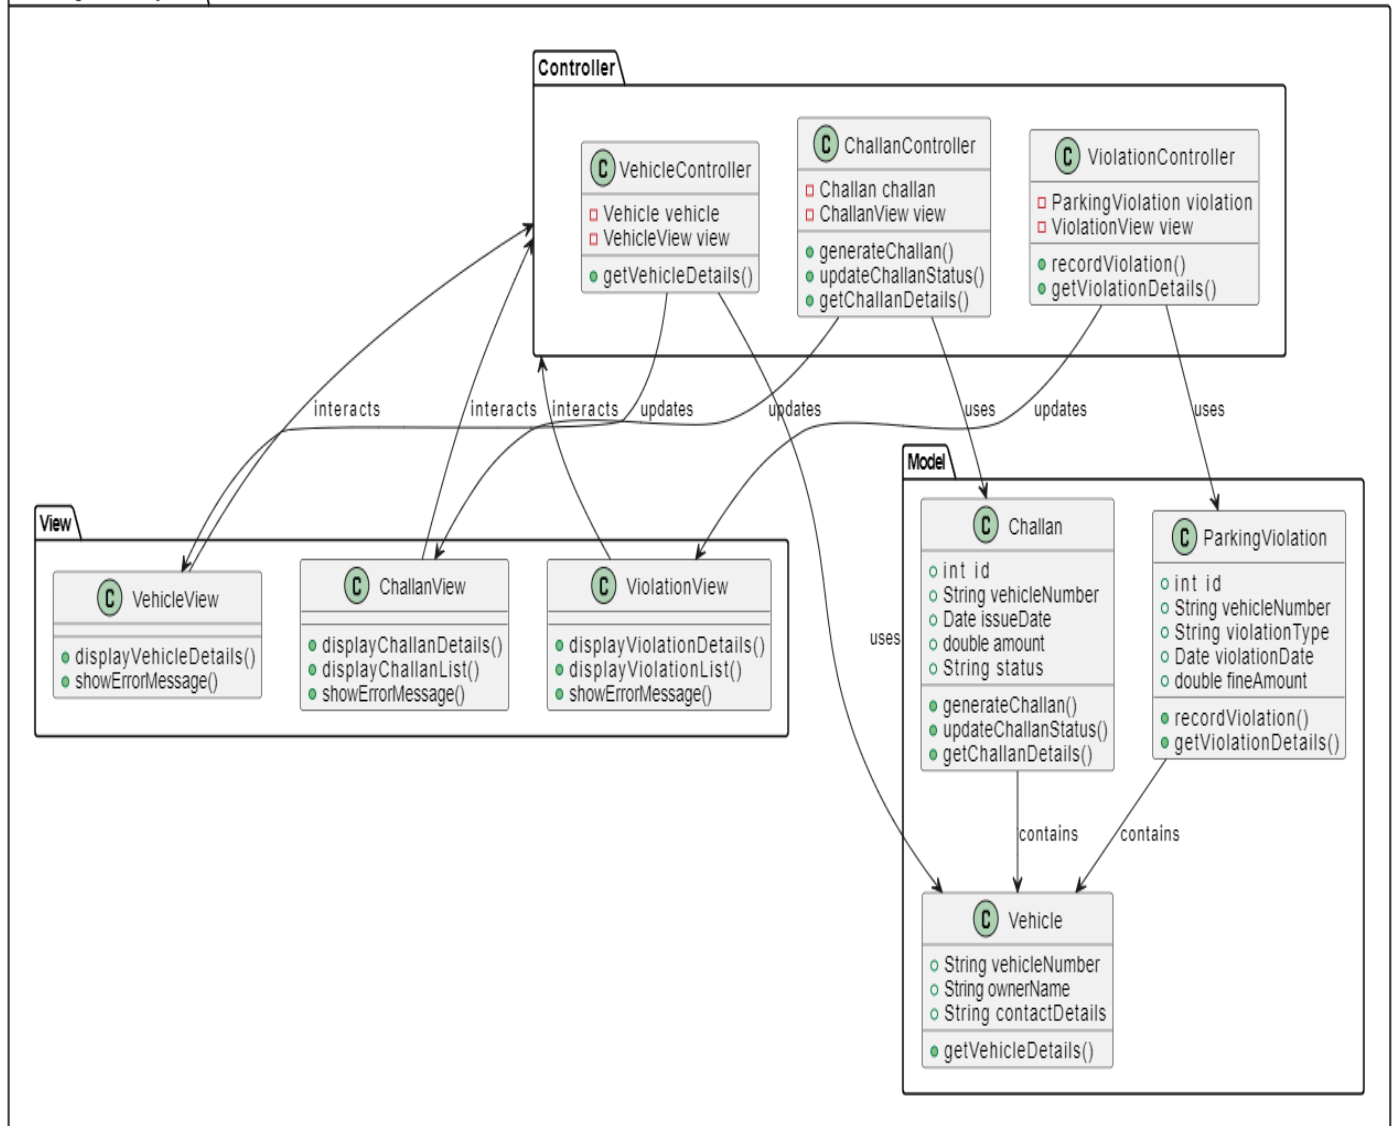 Controller
C VehicleController
Vehicle vehicle
VehicleView view
getVehicleDetails()
C ChallanController
Challan challan
ChallanView view
generateChallan()
updateChallanStatus()
getChallanDetails()
C ViolationController
ParkingViolation violation
ViolationView view
recordViolation()
getViolationDetails()
interacts
interacts
interacts
updates
updates
uses
updates
uses
View
C VehicleView
displayVehicleDetails()
showErrorMessage()
C ChallanView
displayChallanDetails()
displayChallanList()
showErrorMessage()
C ViolationView
displayViolationDetails()
displayViolationList()
showErrorMessage()
uses
Model
C Challan
int id
String vehicleNumber
Date issueDate
double amount
String status
generateChallan()
updateChallanStatus()
getChallanDetails()
C ParkingViolation
int id
String vehicleNumber
String violationType
Date violationDate
double fineAmount
recordViolation()
getViolationDetails()
contains
contains
C Vehicle
String vehicleNumber
String ownerName
String contactDetails
getVehicleDetails()